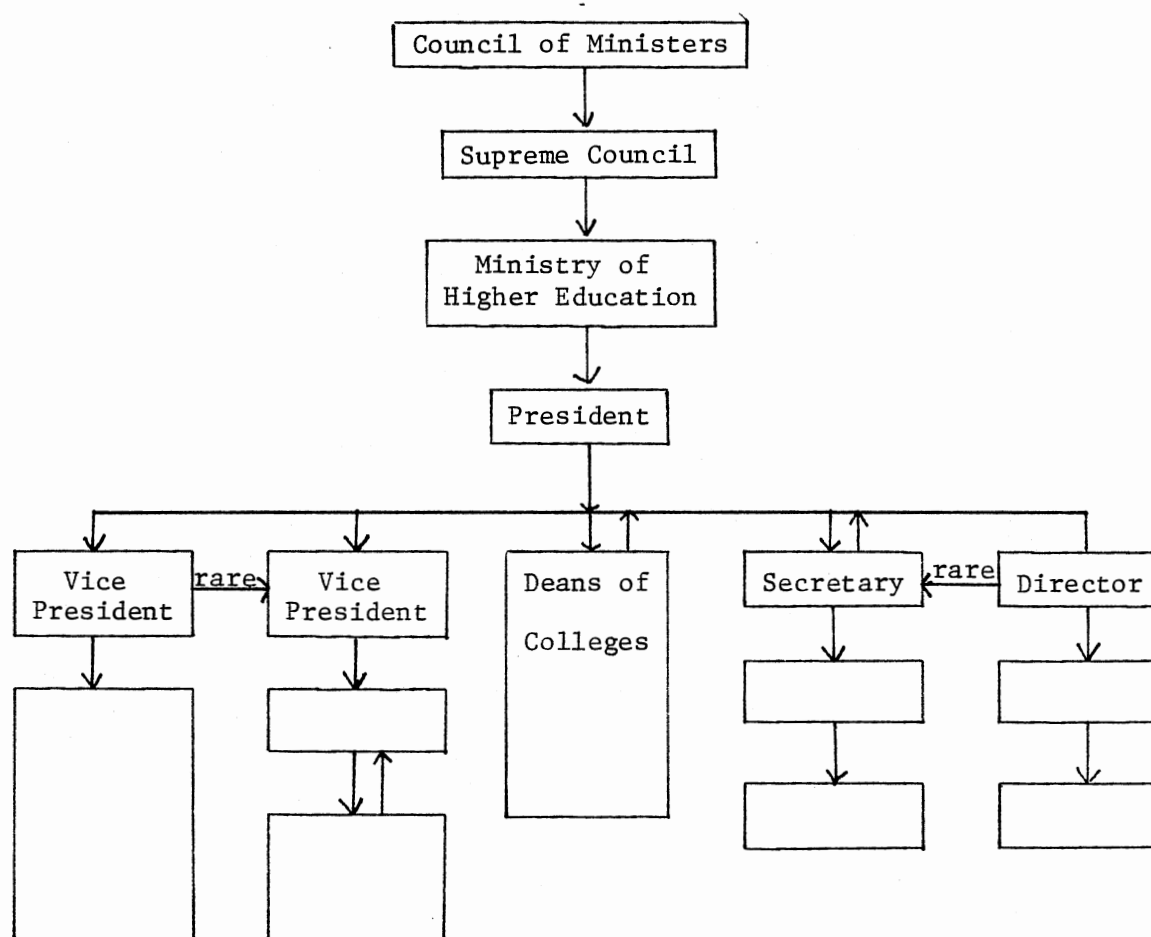 Council of Ministers
Supreme Council
Ministry of
Higher Education
President
Vice
President
rare
Vice
President
Deans of
Colleges
Secretary
rare
Director